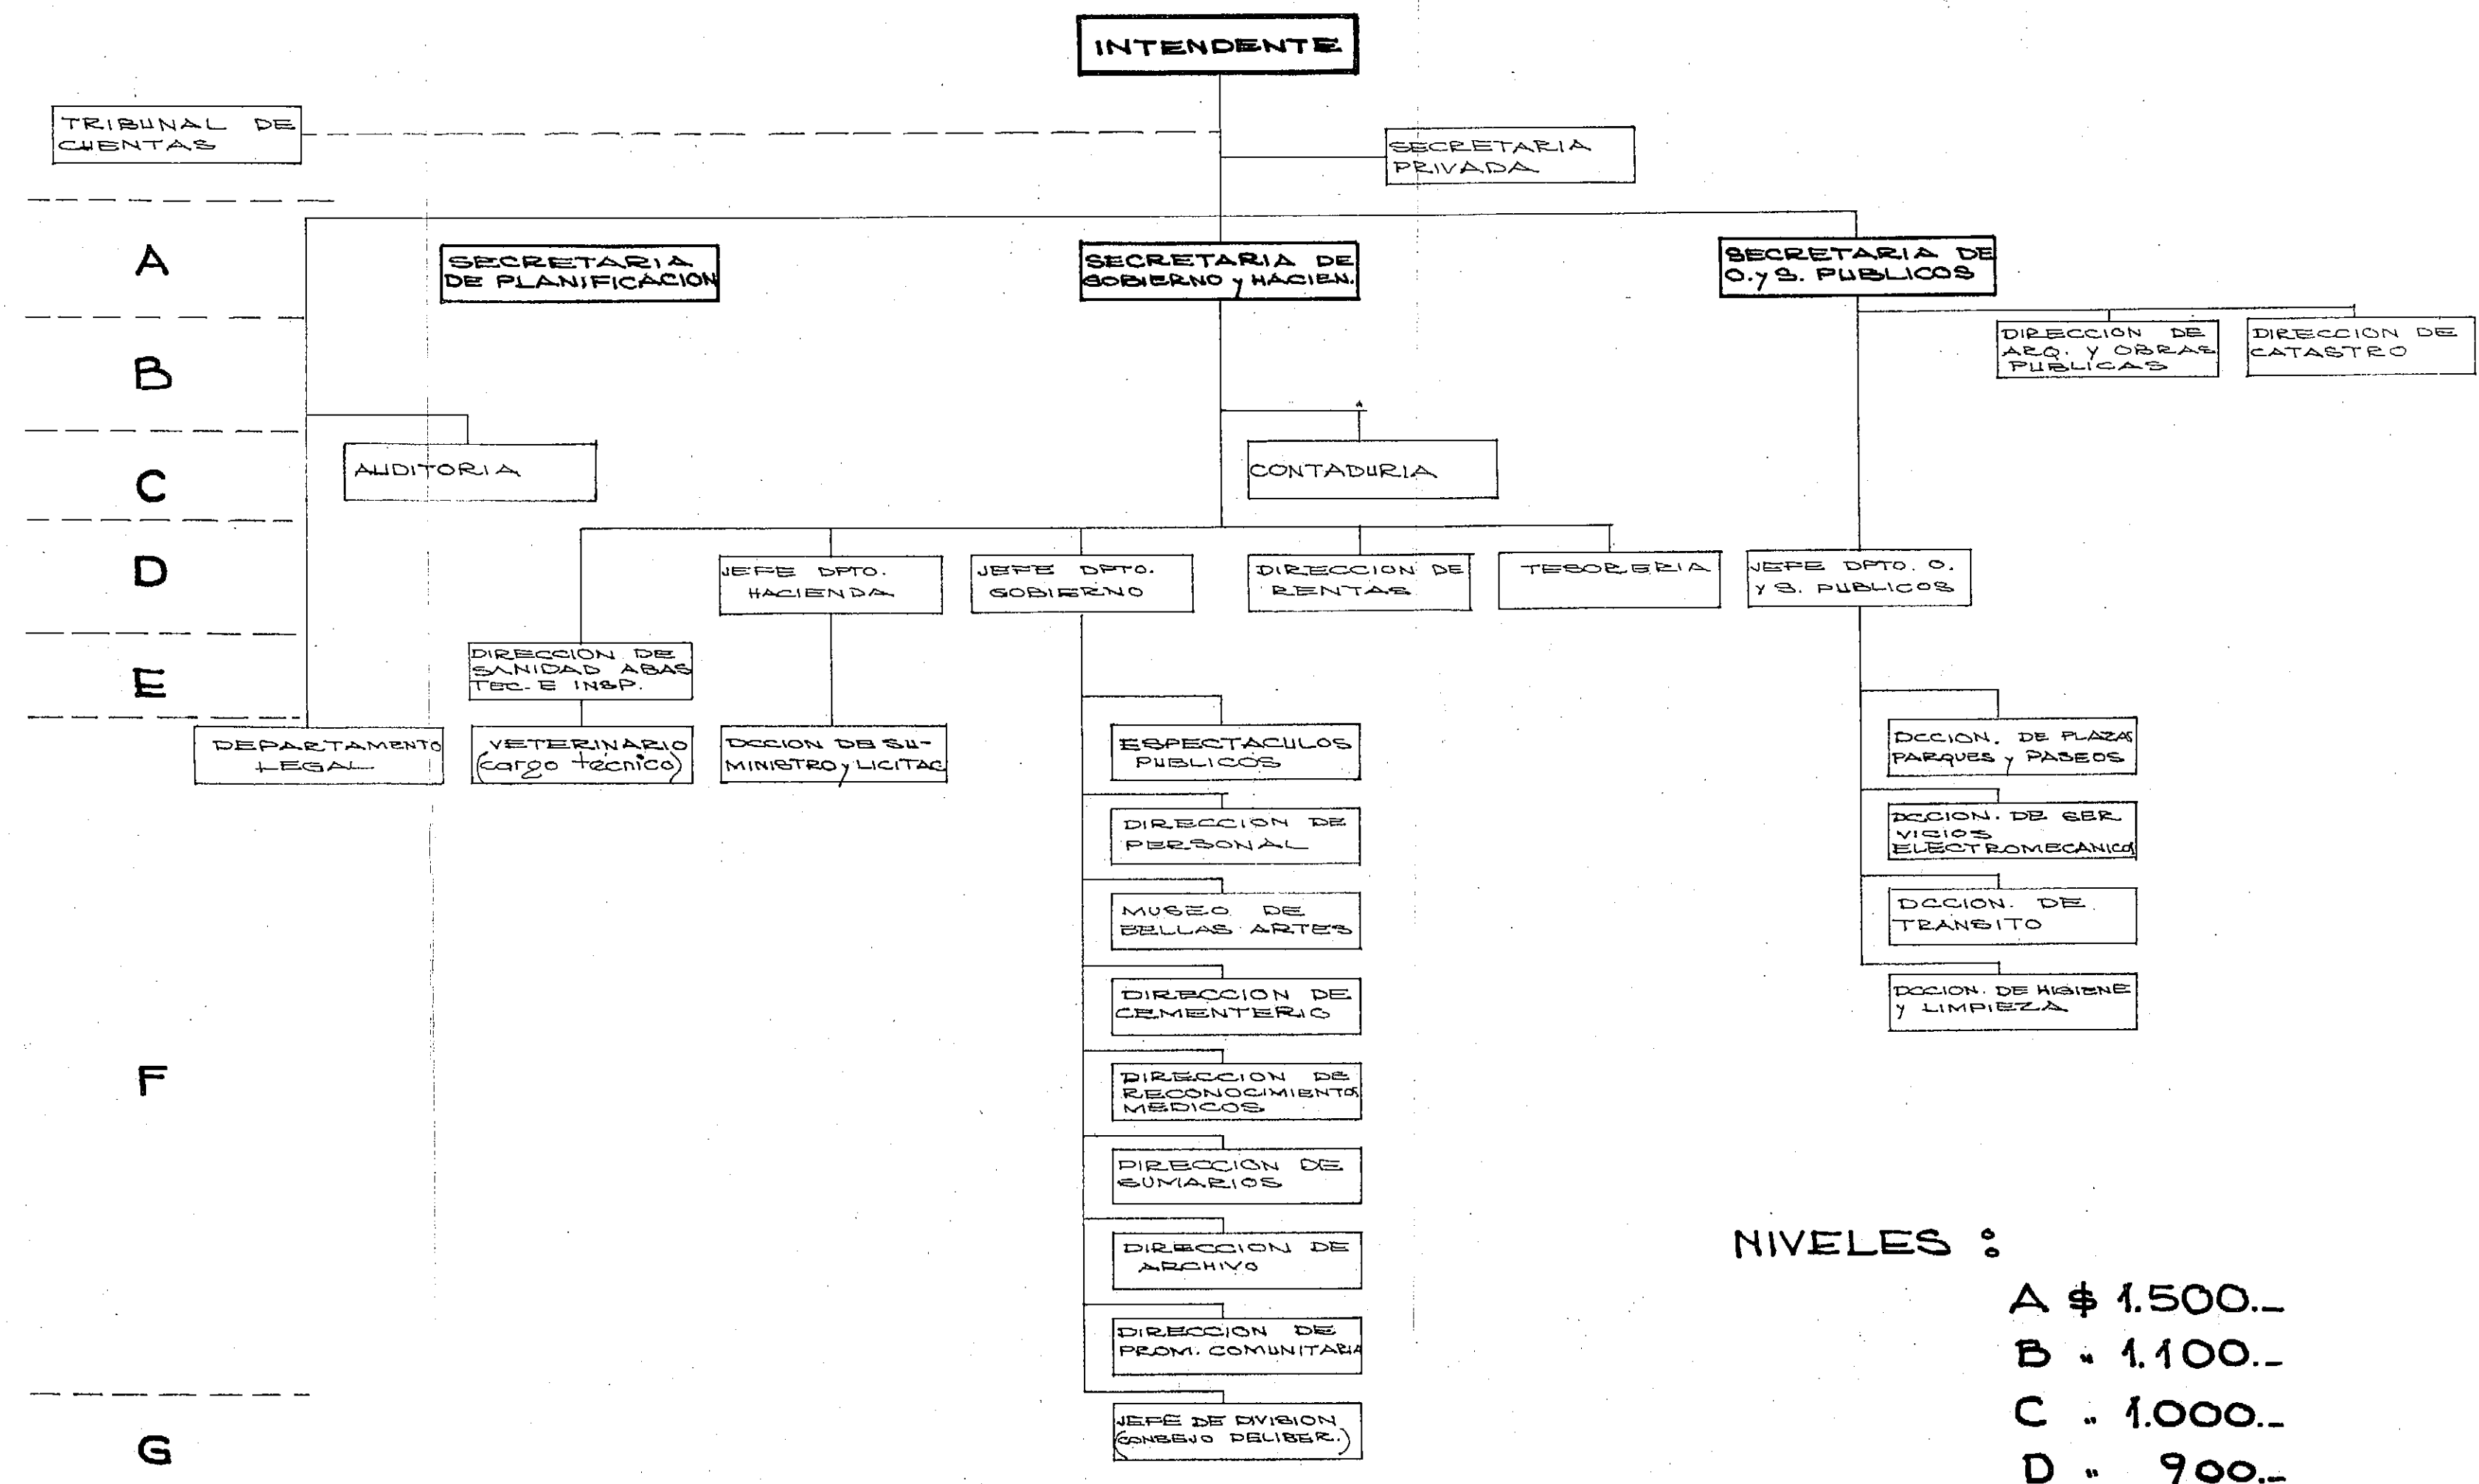 INTENDENTE
TRIBUNAL DE
CUENTAS
SECRETARIA
PRIVADA
A
SECRETARIA
DE PLANIFICACION
SECRETARIA DE
GOBIERNO y HACIEN.
SECRETARIA DE
O. y S. PUBLICOS
B
DIRECCION DE
ARQ. Y OBRAS
PUBLICAS
DIRECCION DE
CATASTRO
C
AUDITORIA
CONTADURIA
D
JEFE DPTO.
HACIENDA
JEFE DPTO.
GOBIERNO
DIRECCION DE
RENTAS
TESORERIA
JEFE DPTO. O.
Y S. PUBLICOS
E
DIRECCION DE
SANIDAD ABAS
TEC. E INSP.
DEPARTAMENTO
LEGAL
VETERINARIO
(cargo técnico)
DCCION DE SU-
MINISTRO y LICITAC
ESPECTACULOS
PUBLICOS
DCCION. DE PLAZAS
PARQUES y PASEOS
DIRECCION DE
PERSONAL
DCCION. DE SER
VICIOS
ELECTROMECANICOS
MUSEO DE
BELLAS ARTES
DCCION. DE
TRANSITO
DIRECCION DE
CEMENTERIO
DCCION. DE HIGIENE
y LIMPIEZA
F
DIRECCION DE
RECONOCIMIENTOS
MEDICOS
DIRECCION DE
SUMARIOS
DIRECCION DE
ARCHIVO
DIRECCION DE
PROM. COMUNITARIA
G
JEFE DE DIVISION
(CONSEJO DELIBER.)
NIVELES :
A $ 1.500.-
B " 1.100.-
C " 1.000.-
D " 900.-